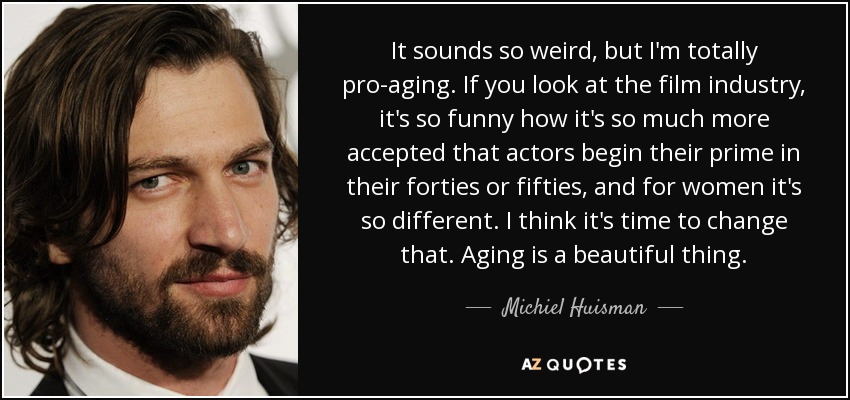 It sounds so weird, but I'm totally
pro-aging. If you look at the film industry,
it's so funny how it's so much more
accepted that actors begin their prime in
their forties or fifties, and for women it's
so different. I think it's time to change
that. Aging is a beautiful thing.
Michiel Huisman
AZ QUOTES